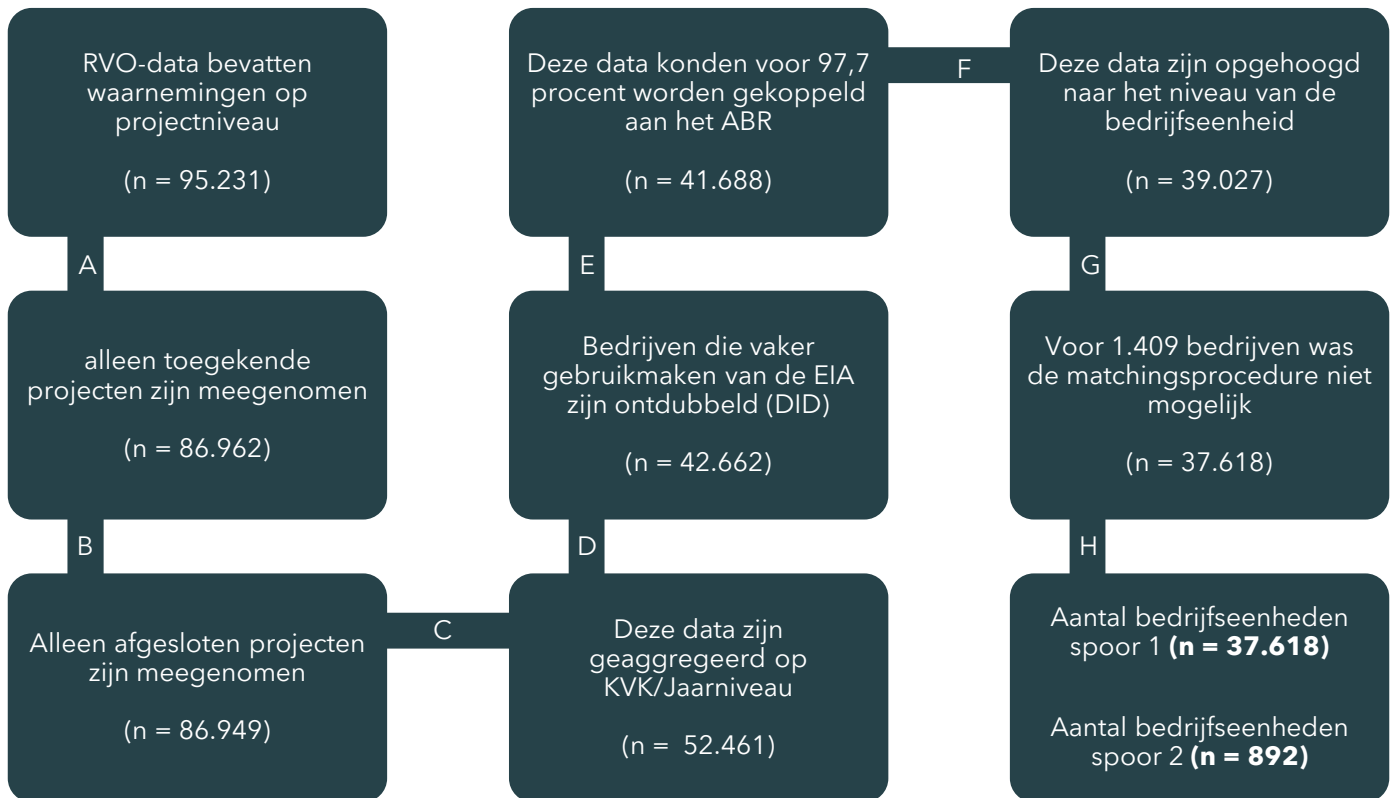 RVO-data bevatten
waarnemingen op
projectniveau
(n = 95.231)
A
alleen toegekende
projecten zijn meegenomen
(n = 86.962)
B
Alleen afgesloten projecten
zijn meegenomen
(n = 86.949)
C
Deze data zijn
geaggregeerd op
KVK/Jaarniveau
(n =  52.461)
D
Bedrijven die vaker
gebruikmaken van de EIA
zijn ontdubbeld (DID)
(n = 42.662)
E
Deze data konden voor 97,7
procent worden gekoppeld
aan het ABR
(n = 41.688)
F
Deze data zijn opgehoogd
naar het niveau van de
bedrijfseenheid
(n = 39.027)
G
Voor 1.409 bedrijven was
de matchingsprocedure niet
mogelijk
(n = 37.618)
H
Aantal bedrijfseenheden
spoor 1 (n = 37.618)
Aantal bedrijfseenheden
spoor 2 (n = 892)